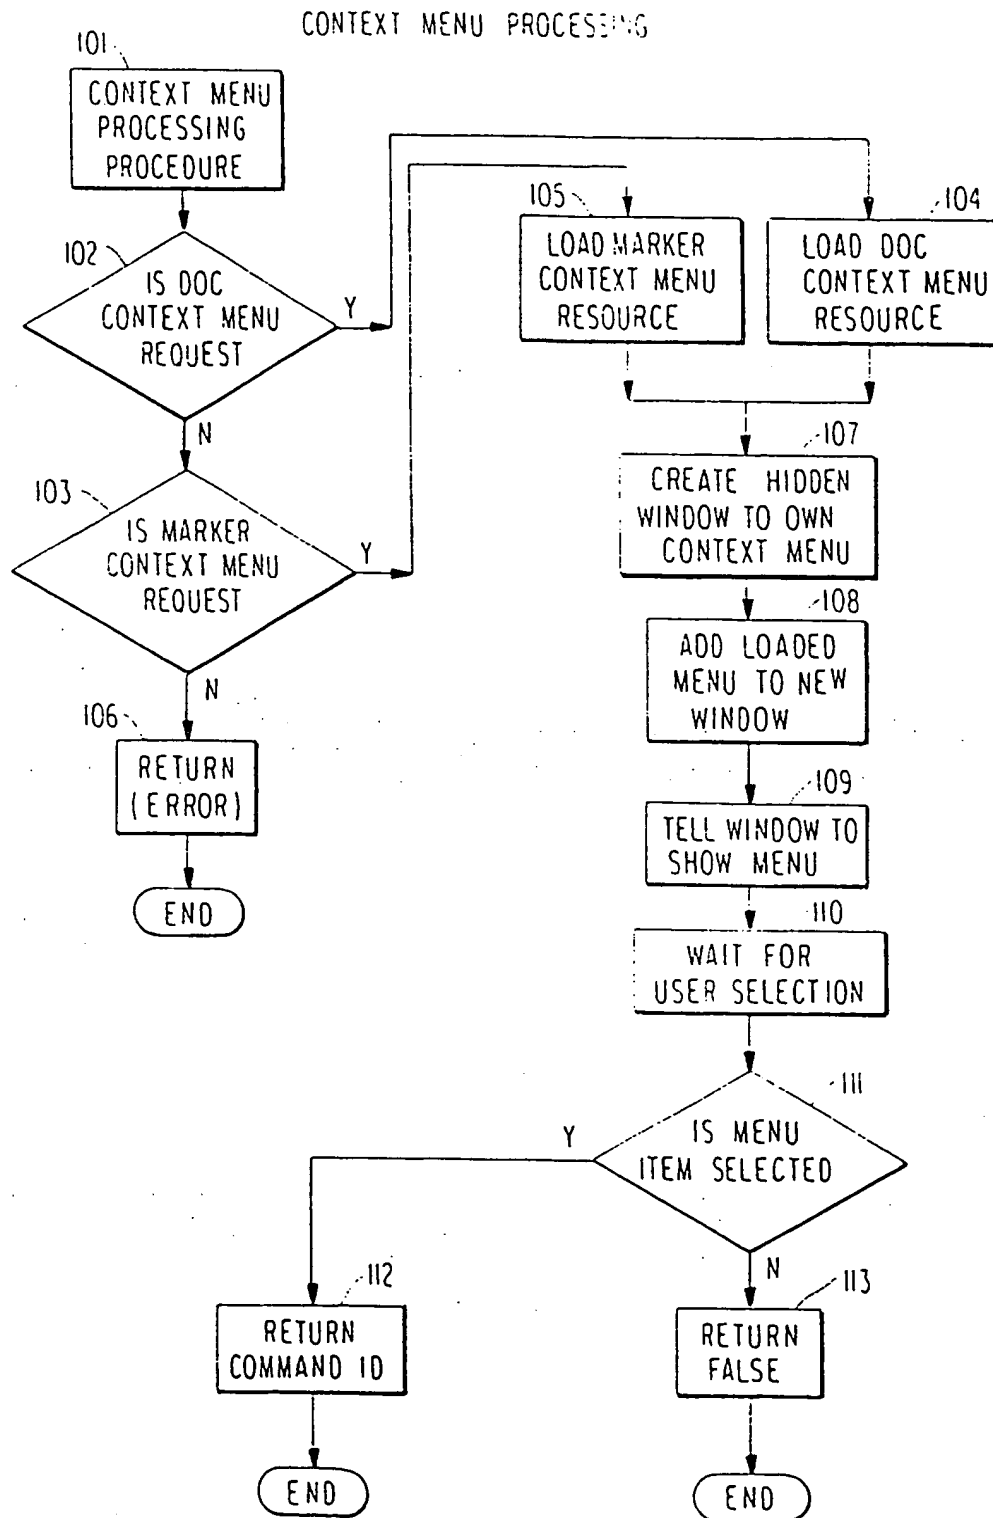 CONTEXT MENU PROCESSING
101
CONTEXT MENU
PROCESSING
PROCEDURE
102
IS DOC
CONTEXT MENU
REQUEST
Y
N
103
IS MARKER
CONTEXT MENU
REQUEST
Y
N
106
RETURN
(ERROR)
END
105
LOAD MARKER
CONTEXT MENU
RESOURCE
104
LOAD DOC
CONTEXT MENU
RESOURCE
107
CREATE HIDDEN
WINDOW TO OWN
CONTEXT MENU
108
ADD LOADED
MENU TO NEW
WINDOW
109
TELL WINDOW TO
SHOW MENU
110
WAIT FOR
USER SELECTION
111
IS MENU
ITEM SELECTED
Y
N
112
RETURN
COMMAND ID
END
113
RETURN
FALSE
END